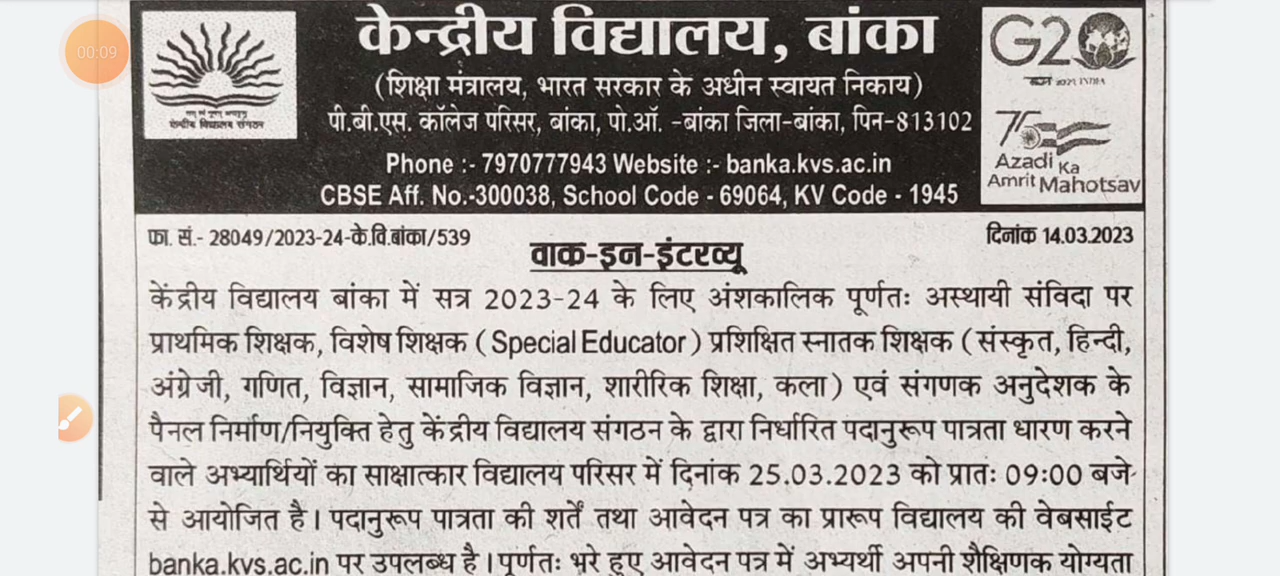 00:09
केन्द्रीय विद्यालय, बांका
(शिक्षा मंत्रालय, भारत सरकार के अधीन स्वायत निकाय)
पी.बी.एस. कॉलेज परिसर, बांका, पो.ऑ. -बांका जिला-बांका, पिन-813102
Phone :- 7970777943 Website :- banka.kvs.ac.in
CBSE Aff. No.-300038, School Code - 69064, KV Code - 1945
केन्द्रीय विद्यालय संगठन
G20
75
Azadi Ka
Amrit Mahotsav
फा. सं.- 28049/2023-24-के.वि.बांका/539
दिनांक 14.03.2023
वाक-इन-इंटरव्यू
केंद्रीय विद्यालय बांका में सत्र 2023-24 के लिए अंशकालिक पूर्णतः अस्थायी संविदा पर
प्राथमिक शिक्षक, विशेष शिक्षक ( Special Educator ) प्रशिक्षित स्नातक शिक्षक ( संस्कृत, हिन्दी,
अंग्रेजी, गणित, विज्ञान, सामाजिक विज्ञान, शारीरिक शिक्षा, कला ) एवं संगणक अनुदेशक के
पैनल निर्माण/नियुक्ति हेतु केंद्रीय विद्यालय संगठन के द्वारा निर्धारित पदानुरूप पात्रता धारण करने
वाले अभ्यार्थियों का साक्षात्कार विद्यालय परिसर में दिनांक 25.03.2023 को प्रातः 09:00 बजे
से आयोजित है। पदानुरूप पात्रता की शर्तें तथा आवेदन पत्र का प्रारूप विद्यालय की वेबसाईट
banka.kvs.ac.in पर उपलब्ध है। पूर्णतः भरे हुए आवेदन पत्र में अभ्यर्थी अपनी शैक्षिणक योग्यता